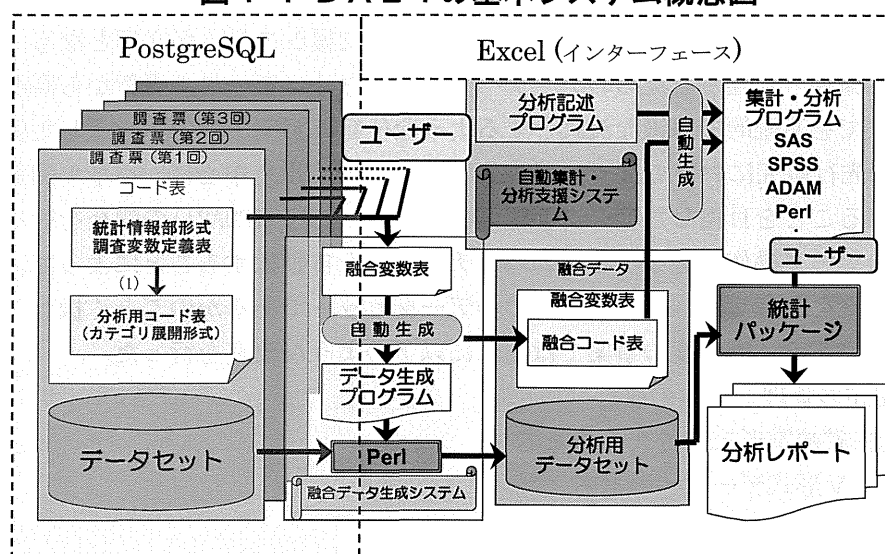 PostgreSQL
Excel (インターフェース)
調査票(第3回)
調査票(第2回)
調査票(第1回)
コード表
統計情報部形式
調査変数定義表
(1)
分析用コード表
(カテゴリ展開形式)
データセット
ユーザー
融合変数表
自動生成
データ生成
プログラム
Perl
融合データ生成システム
分析記述
プログラム
自動集計・
分析支援システ
ム
自動生成
集計・分析
プログラム
SAS
SPSS
ADAM
Perl
・
ユーザー
融合データ
融合変数表
融合コード表
分析用
データセット
統計
パッケージ
分析レポート